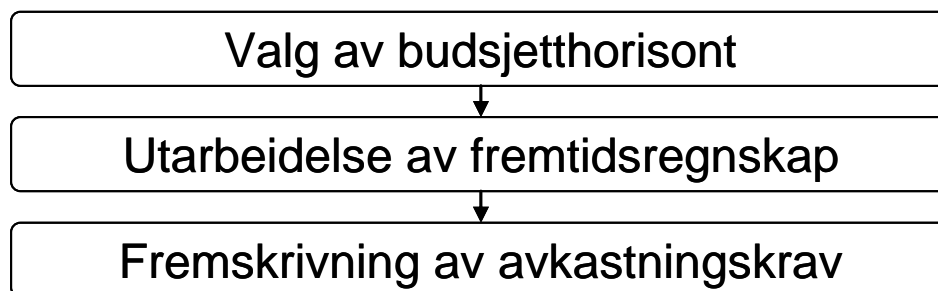 Valg av budsjetthorisont
Utarbeidelse av fremtidsregnskap
Fremskrivning av avkastningskrav